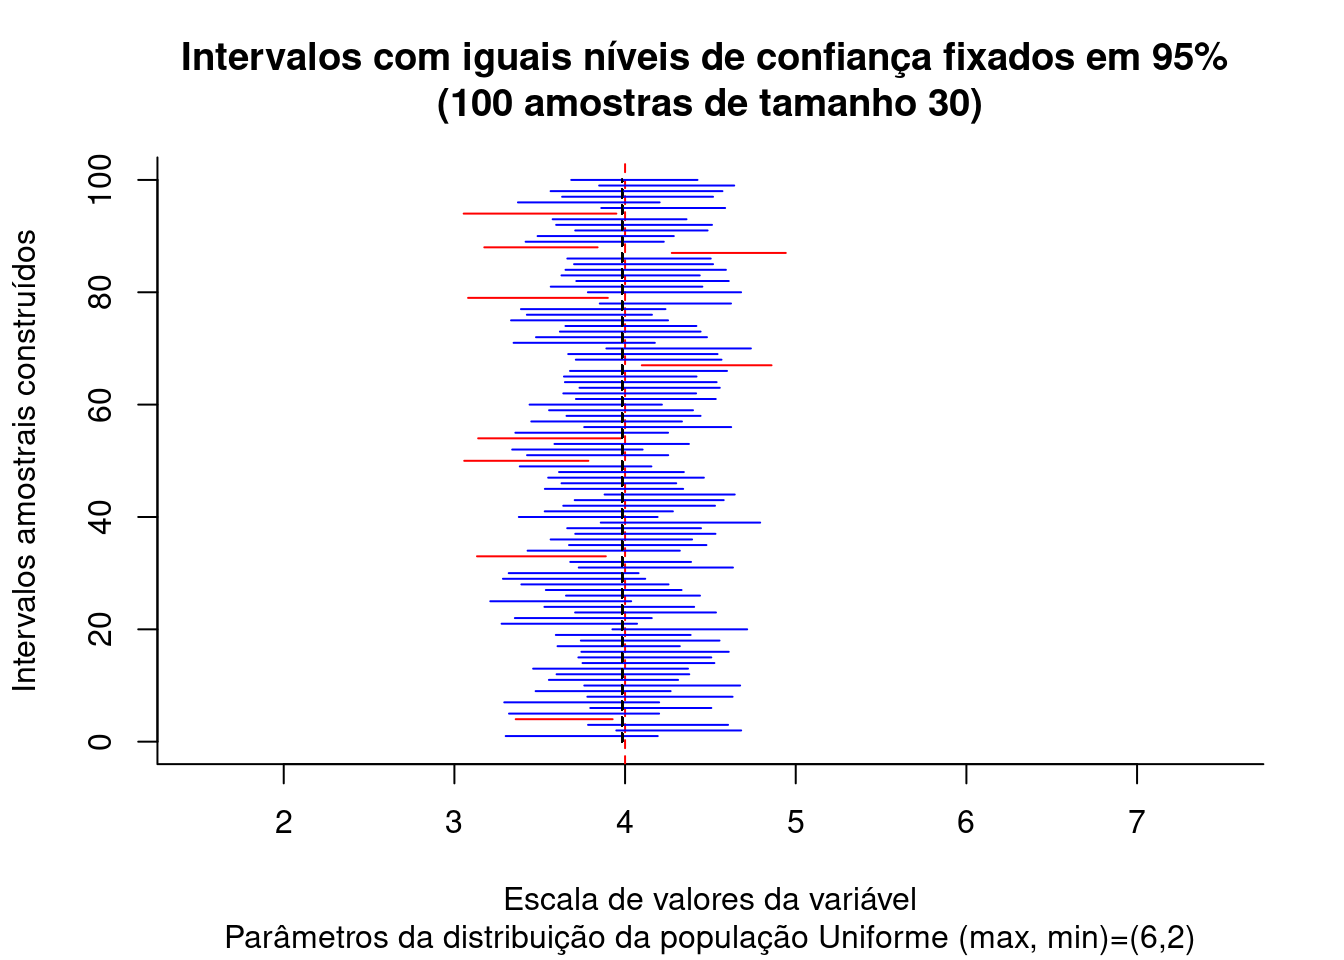 Intervalos com iguais níveis de confiança fixados em 95%
(100 amostras de tamanho 30)
Intervalos amostrais construídos
100
80
60
40
20
0
2 3 4 5 6 7
Escala de valores da variável
Parâmetros da distribuição da população Uniforme (max, min)=(6,2)